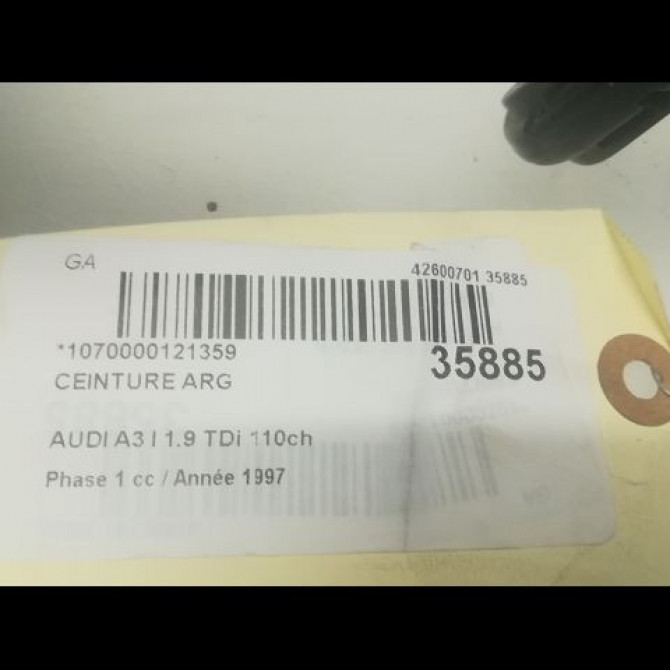 GA
42600701 35885
*1070000121359
35885
CEINTURE ARG
AUDI A3 I 1.9 TDi 110ch
Phase 1 cc / Année 1997